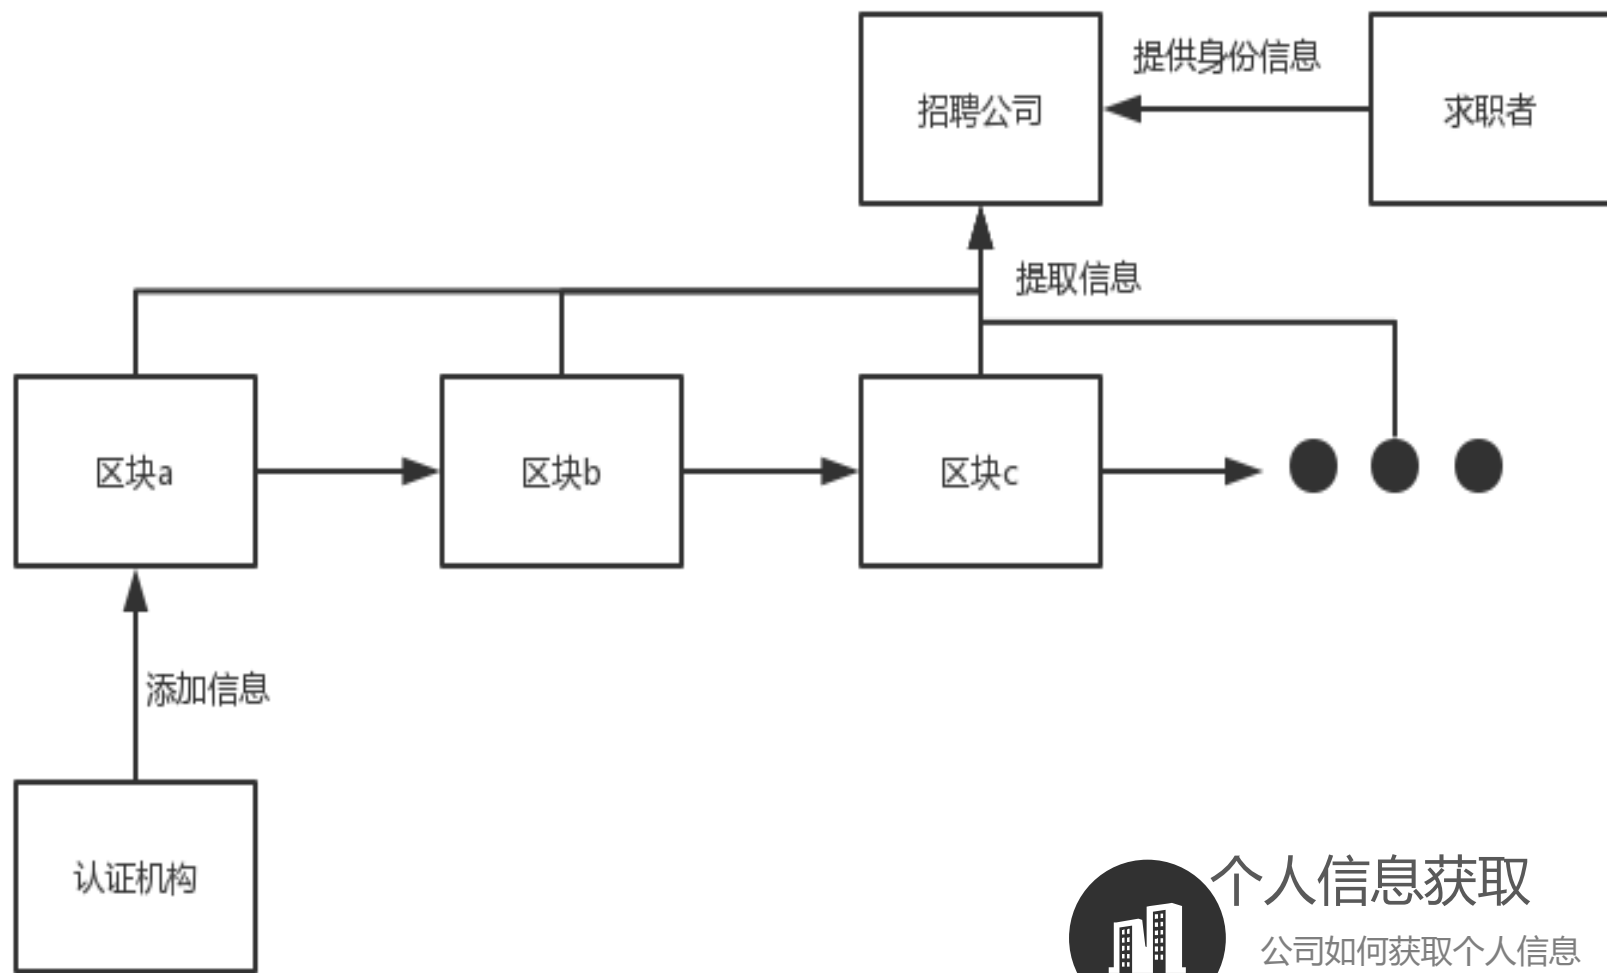 提供身份信息
招聘公司
求职者
提取信息
区块a
区块b
区块c
添加信息
认证机构
个人信息获取
公司如何获取个人信息